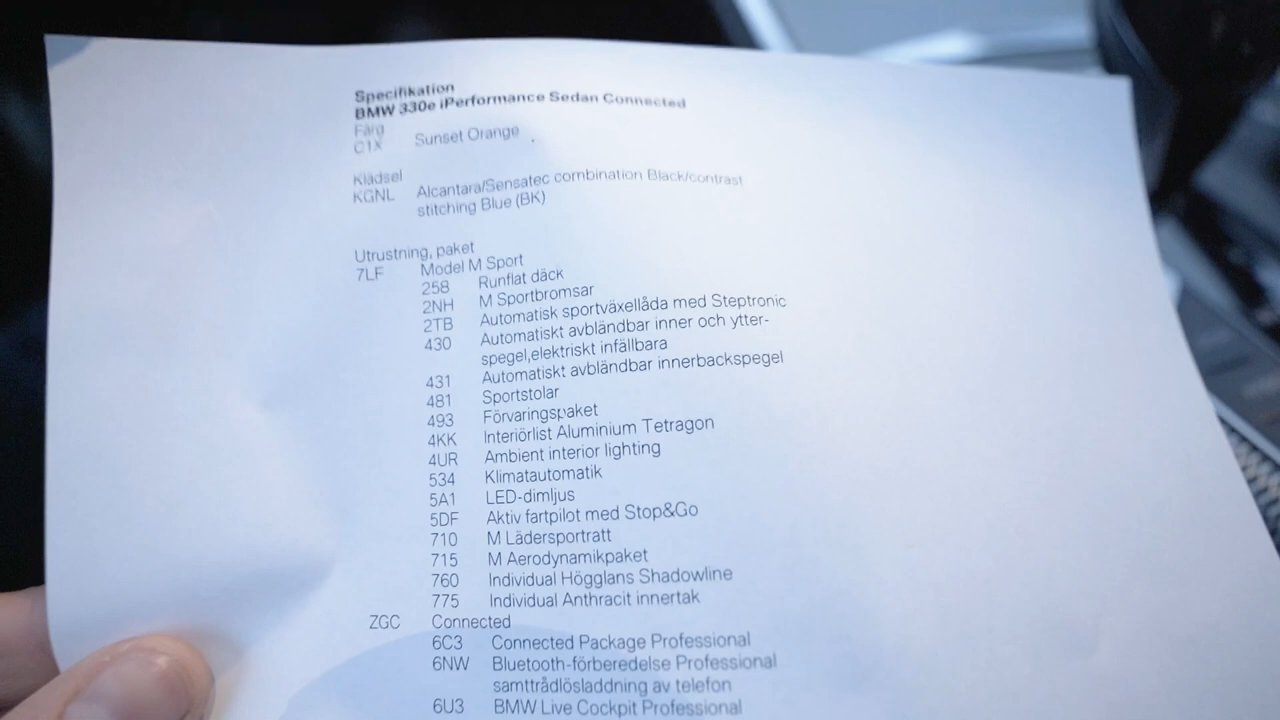 Specifikation
BMW 330e iPerformance Sedan Connected
Färg
C1X Sunset Orange
Klädsel
KGNL Alcantara/Sensatec combination Black/contrast
stitching Blue (BK)
Utrustning, paket
7LF Model M Sport
258 Runflat däck
2NH M Sportbromsar
2TB Automatisk sportväxellåda med Steptronic
430 Automatiskt avbländbar inner och ytter-
spegel,elektriskt infällbara
431 Automatiskt avbländbar innerbackspegel
481 Sportstolar
493 Förvaringspaket
4KK Interiörlist Aluminium Tetragon
4UR Ambient interior lighting
534 Klimatautomatik
5A1 LED-dimljus
5DF Aktiv fartpilot med Stop&Go
710 M Lädersportratt
715 M Aerodynamikpaket
760 Individual Högglans Shadowline
775 Individual Anthracit innertak
ZGC Connected
6C3 Connected Package Professional
6NW Bluetooth-förberedelse Professional
samttrådlösladdning av telefon
6U3 BMW Live Cockpit Professional